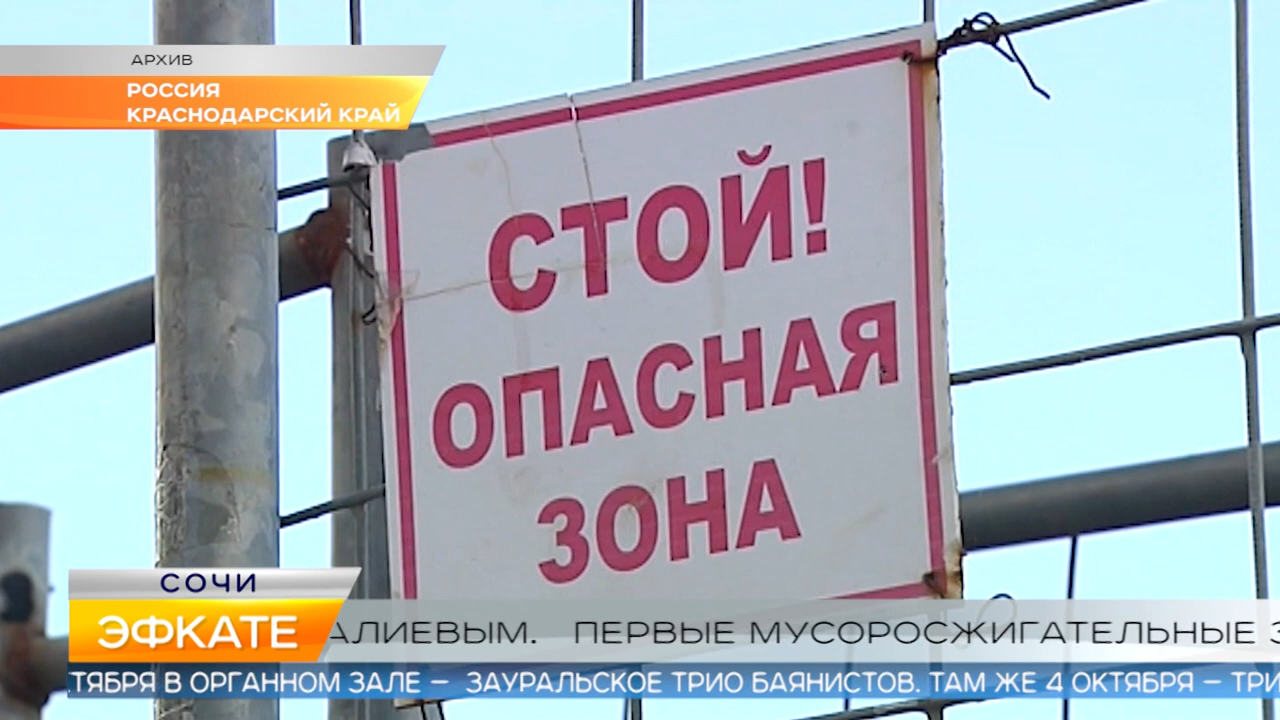 АРХИВ
РОССИЯ
КРАСНОДАРСКИЙ КРАЙ
СТОЙ!
ОПАСНАЯ
ЗОНА
СОЧИ
ЭФКАТЕ
АЛИЕВЫМ. ПЕРВЫЕ МУСОРОСЖИГАТЕЛЬНЫЕ
ТЯБРЯ В ОРГАННОМ ЗАЛЕ – ЗАУРАЛЬСКОЕ ТРИО БАЯНИСТОВ. ТАМ ЖЕ 4 ОКТЯБРЯ – ТРИ